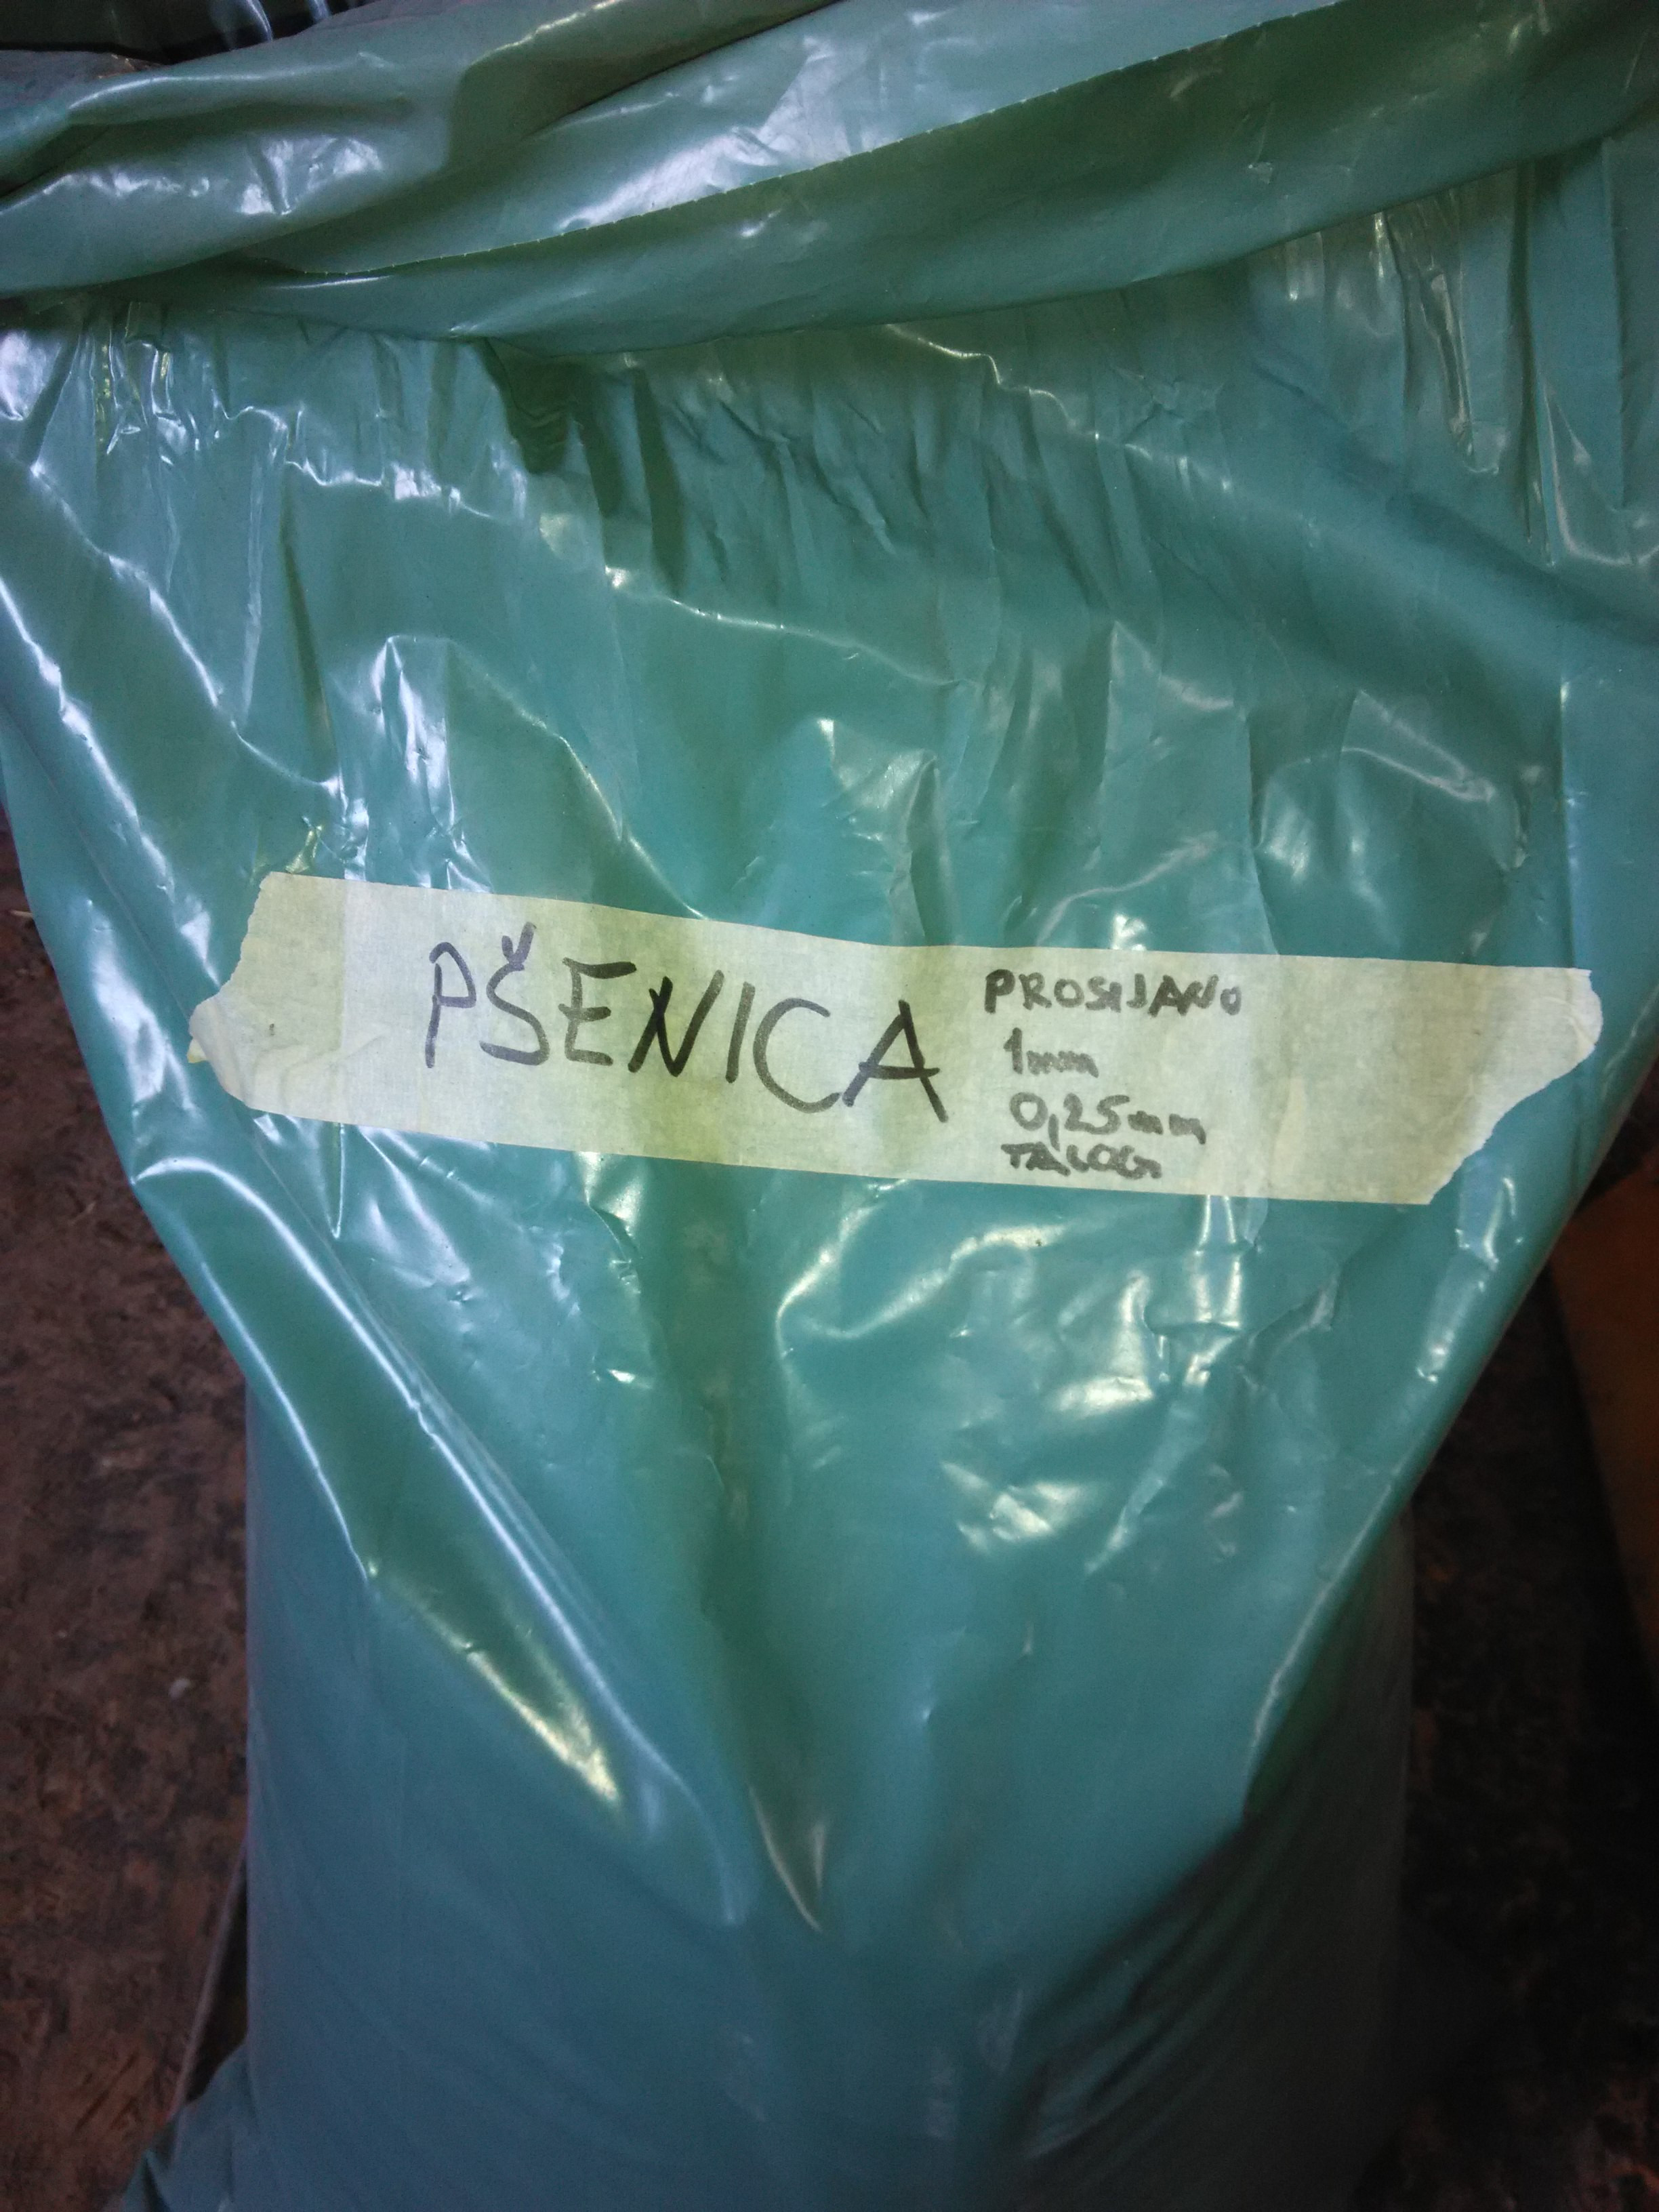 PŠENICA
PROSIJANO
1mm
0,25mm
TALOG